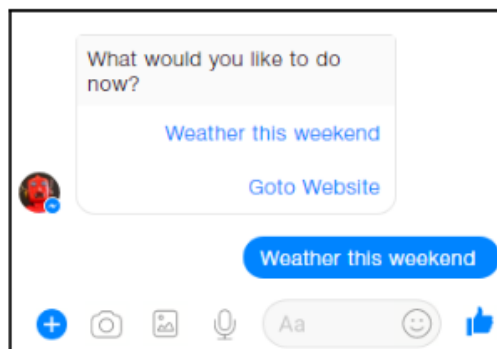 What would you like to do
now?
Weather this weekend
Goto Website
Weather this weekend
Aa